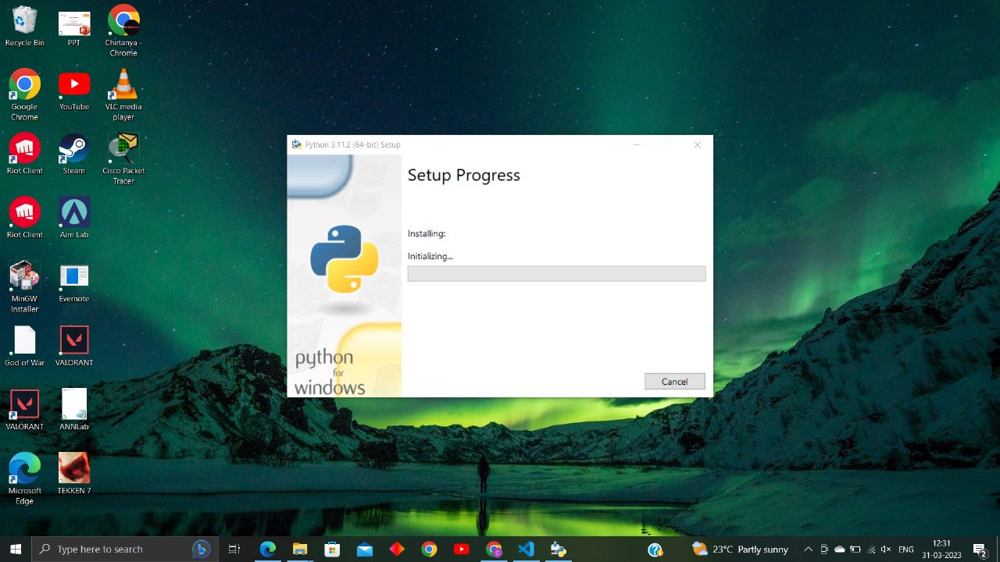 Recycle Bin
PPT
Chetanya -
Chrome
Google
Chrome
YouTube
VLC media
player
Riot Client
Steam
Cisco Packet
Tracer
Riot Client
Aim Lab
MinGW
Installer
Evernote
God of War
VALORANT
VALORANT
ANNLab
Microsoft
Edge
TEKKEN 7
Python 3.11.2 (64-bit) Setup
Setup Progress
Installing:
Initializing...
python
for
windows
Cancel
Type here to search
23°C Partly sunny
ENG
12:31
31-03-2023
2